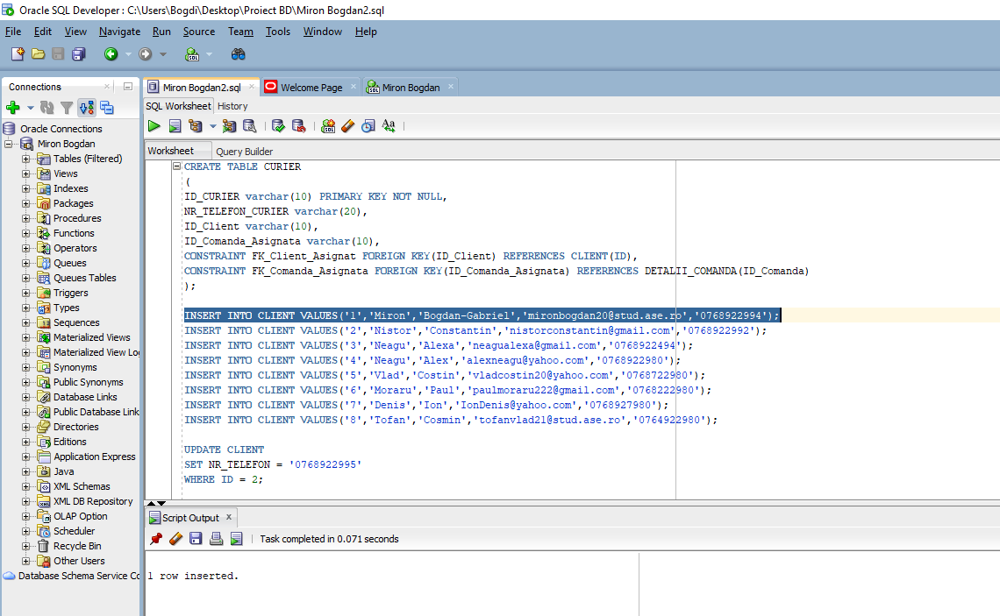 Oracle SQL Developer : C:\Users\Bogdi\Desktop\Proiect BD\Miron Bogdan2.sql
File Edit View Navigate Run Source Team Tools Window Help
Connections
Oracle Connections
Miron Bogdan
Tables (Filtered)
Views
Indexes
Packages
Procedures
Functions
Operators
Queues
Queues Tables
Triggers
Types
Sequences
Materialized Views
Materialized View Log
Synonyms
Public Synonyms
Database Links
Public Database Link
Directories
Editions
Application Express
Java
XML Schemas
XML DB Repository
OLAP Option
Scheduler
Recycle Bin
Other Users
Database Schema Service Co
Miron Bogdan2.sql Welcome Page Miron Bogdan
SQL Worksheet History
Worksheet Query Builder
CREATE TABLE CURIER
(
ID_CURIER varchar(10) PRIMARY KEY NOT NULL,
NR_TELEFON_CURIER varchar(20),
ID_Client varchar(10),
ID_Comanda_Asignata varchar(10),
CONSTRAINT FK_Client_Asignat FOREIGN KEY(ID_Client) REFERENCES CLIENT(ID),
CONSTRAINT FK_Comanda_Asignata FOREIGN KEY(ID_Comanda_Asignata) REFERENCES DETALII_COMANDA(ID_Comanda)
);
INSERT INTO CLIENT VALUES('1','Miron','Bogdan-Gabriel','mironbogdan20@stud.ase.ro','0768922994');
INSERT INTO CLIENT VALUES('2','Nistor','Constantin','nistorconstantin@gmail.com','0768922992');
INSERT INTO CLIENT VALUES('3','Neagu','Alexa','neagualexa@gmail.com','0768922494');
INSERT INTO CLIENT VALUES('4','Neagu','Alex','alexneagu@yahoo.com','0768922980');
INSERT INTO CLIENT VALUES('5','Vlad','Costin','vladcostin20@yahoo.com','0768722980');
INSERT INTO CLIENT VALUES('6','Moraru','Paul','paulmoraru222@gmail.com','0768222980');
INSERT INTO CLIENT VALUES('7','Denis','Ion','IonDenis@yahoo.com','0768927980');
INSERT INTO CLIENT VALUES('8','Tofan','Cosmin','tofanvlad21@stud.ase.ro','0764922980');
UPDATE CLIENT
SET NR_TELEFON = '0768922995'
WHERE ID = 2;
Script Output
Task completed in 0.071 seconds
1 row inserted.